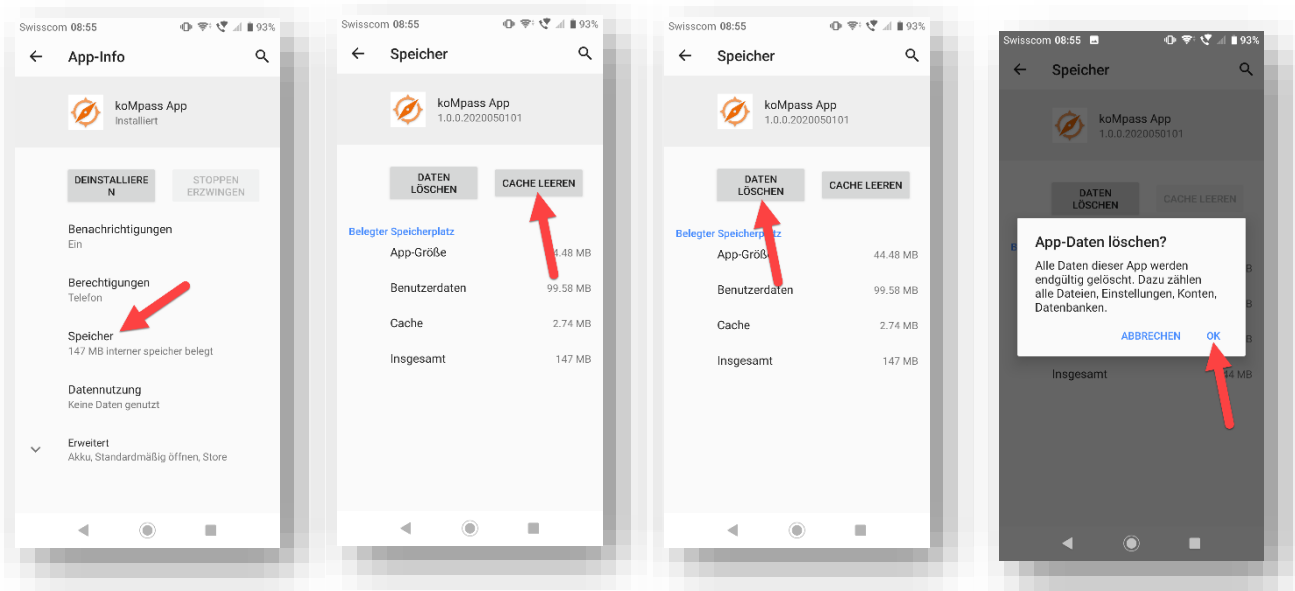 Swisscom 08:55 93%
App-Info
koMpass App
Installiert
DEINSTALLIERE
N
STOPPEN
ERZWINGEN
Benachrichtigungen
Ein
Berechtigungen
Telefon
Speicher
147 MB interner speicher belegt
Datennutzung
Keine Daten genutzt
Erweitert
Akku, Standardmäßig öffnen, Store
Swisscom 08:55 93%
Speicher
koMpass App
1.0.0.2020050101
DATEN
LÖSCHEN
CACHE LEEREN
Belegter Speicherplatz
App-Größe 4.48 MB
Benutzerdaten 99.58 MB
Cache 2.74 MB
Insgesamt 147 MB
Swisscom 08:55 93%
Speicher
koMpass App
1.0.0.2020050101
DATEN
LÖSCHEN
CACHE LEEREN
Belegter
App-Größe 44.48 MB
Benutzerdaten 99.58 MB
Cache 2.74 MB
Insgesamt 147 MB
Swisscom 08:55 93%
Speicher
koMpass App
1.0.0.2020050101
DATEN
LÖSCHEN
CACHE LEEREN
App-Daten löschen?
Alle Daten dieser App werden
endgültig gelöscht. Dazu zählen
alle Dateien, Einstellungen, Konten,
Datenbanken.
ABBRECHEN OK
Insgesamt 44 MB